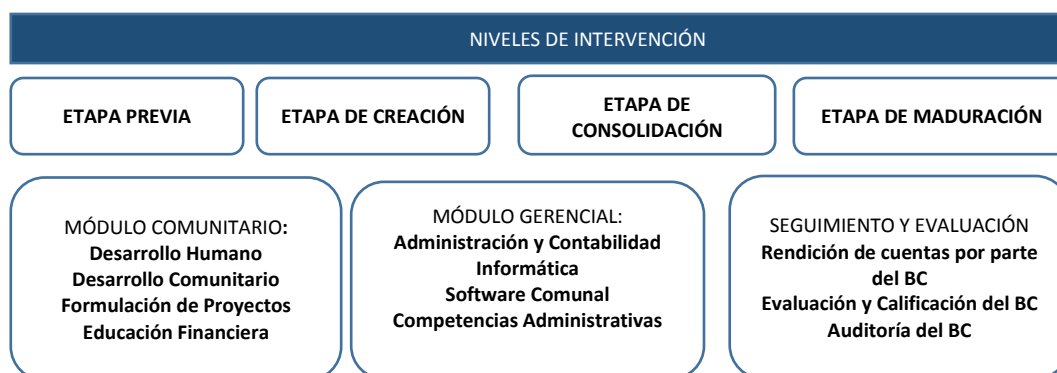 NIVELES DE INTERVENCIÓN
ETAPA PREVIA
ETAPA DE CREACIÓN
ETAPA DE
CONSOLIDACIÓN
ETAPA DE MADURACIÓN
MÓDULO COMUNITARIO:
Desarrollo Humano
Desarrollo Comunitario
Formulación de Proyectos
Educación Financiera
MÓDULO GERENCIAL:
Administración y Contabilidad
Informática
Software Comunal
Competencias Administrativas
SEGUIMIENTO Y EVALUACIÓN
Rendición de cuentas por parte
del BC
Evaluación y Calificación del BC
Auditoría del BC